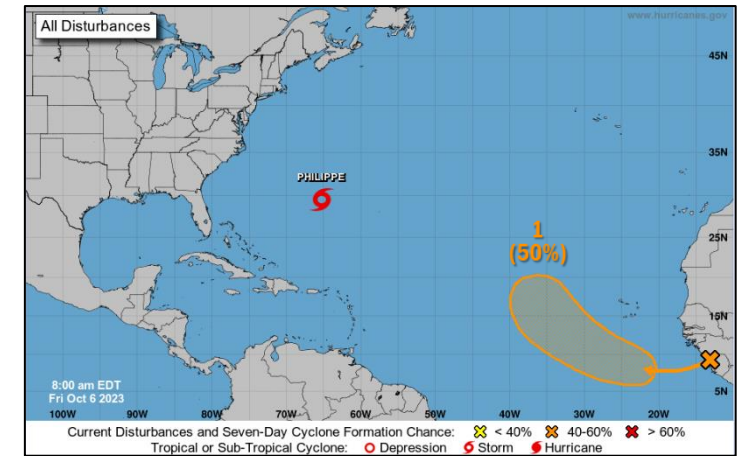 All Disturbances
www.hurricanes.gov
45N
35N
PHILIPPE
1
(50%)
25N
15N
8:00 am EDT
Fri Oct 6 2023
5N
100W 90W 80W 70W 60W 50W 40W 30W 20W
Current Disturbances and Seven-Day Cyclone Formation Chance: < 40% 40-60% > 60%
Tropical or Sub-Tropical Cyclone: Depression Storm Hurricane